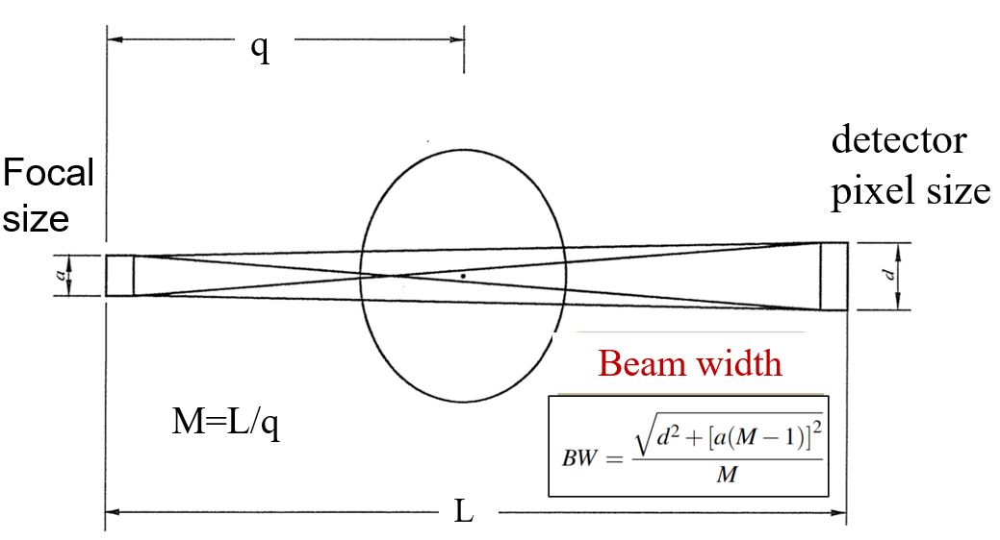 q
Focal
size
detector
pixel size
a
d
Beam width
M=L/q
BW = √(d² + [a(M − 1)]²) / M
L